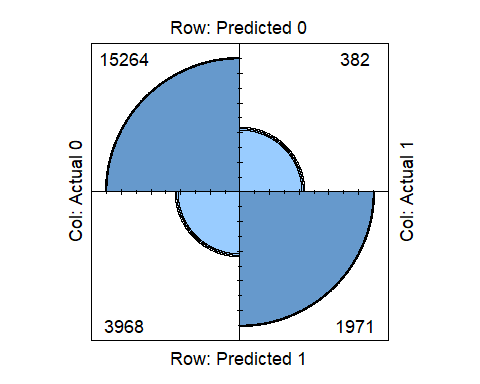 Row: Predicted 0
15264
382
Col: Actual 0
Col: Actual 1
3968
1971
Row: Predicted 1